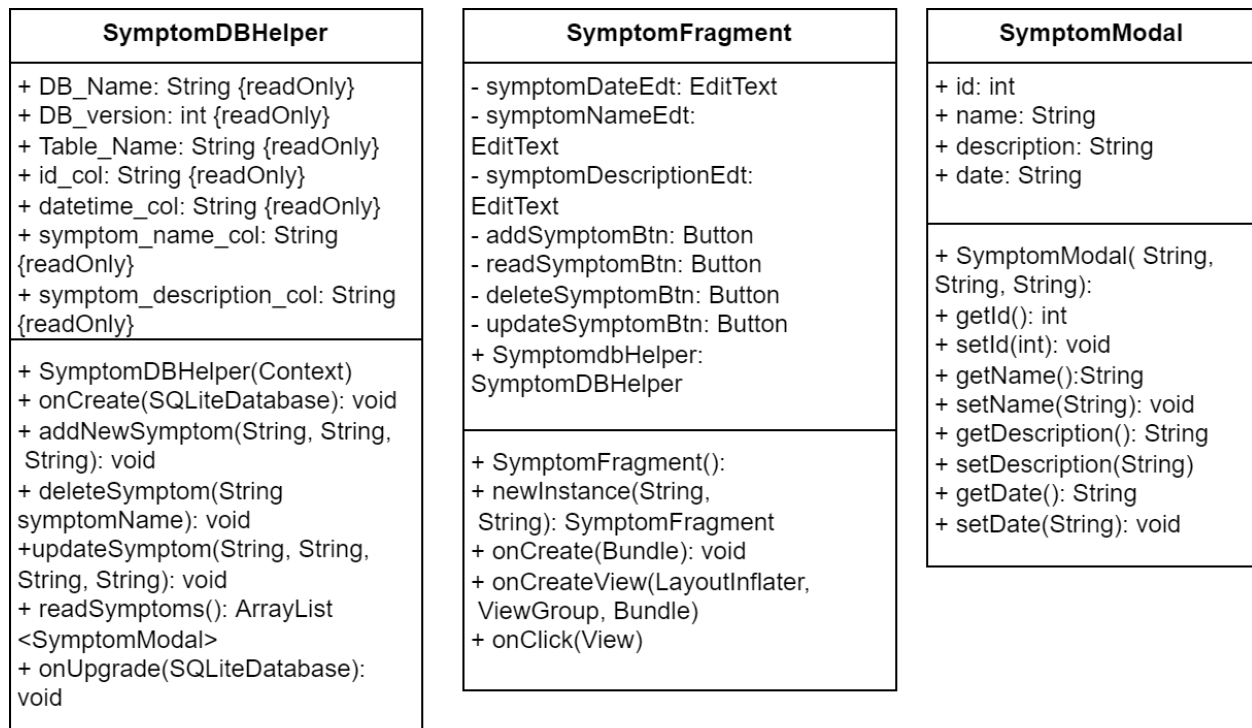 SymptomDBHelper
+ DB_Name: String {readOnly}
+ DB_version: int {readOnly}
+ Table_Name: String {readOnly}
+ id_col: String {readOnly}
+ datetime_col: String {readOnly}
+ symptom_name_col: String
{readOnly}
+ symptom_description_col: String
{readOnly}
+ SymptomDBHelper(Context)
+ onCreate(SQLiteDatabase): void
+ addNewSymptom(String, String,
String): void
+ deleteSymptom(String
symptomName): void
+updateSymptom(String, String,
String, String): void
+ readSymptoms(): ArrayList
<SymptomModal>
+ onUpgrade(SQLiteDatabase):
void
SymptomFragment
- symptomDateEdt: EditText
- symptomNameEdt:
EditText
- symptomDescriptionEdt:
EditText
- addSymptomBtn: Button
- readSymptomBtn: Button
- deleteSymptomBtn: Button
- updateSymptomBtn: Button
+ SymptomdbHelper:
SymptomDBHelper
+ SymptomFragment():
+ newInstance(String,
String): SymptomFragment
+ onCreate(Bundle): void
+ onCreateView(LayoutInflater,
ViewGroup, Bundle)
+ onClick(View)
SymptomModal
+ id: int
+ name: String
+ description: String
+ date: String
+ SymptomModal( String,
String, String):
+ getId(): int
+ setId(int): void
+ getName():String
+ setName(String): void
+ getDescription(): String
+ setDescription(String)
+ getDate(): String
+ setDate(String): void